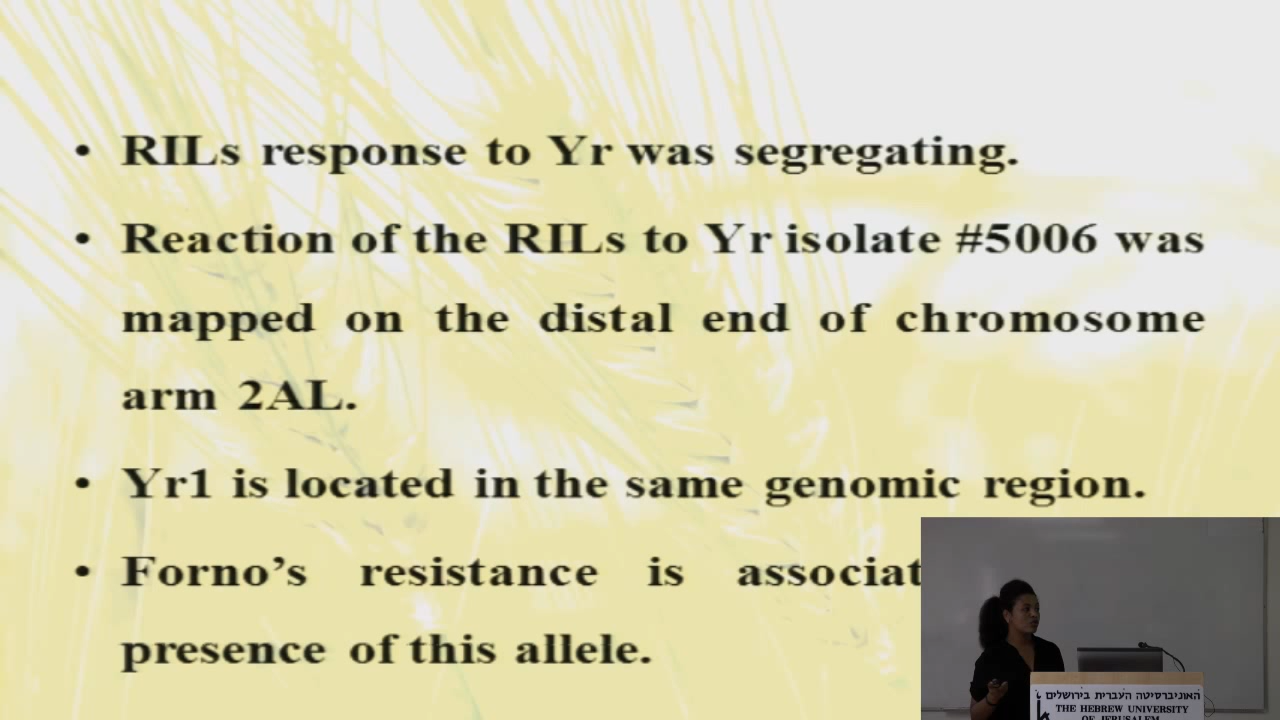 • RILs response to Yr was segregating.
• Reaction of the RILs to Yr isolate #5006 was
mapped on the distal end of chromosome
arm 2AL.
• Yr1 is located in the same genomic region.
• Forno’s resistance is associat
presence of this allele.
האוניברסיטה העברית בירושלים
THE HEBREW UNIVERSITY
OF JERUSALEM